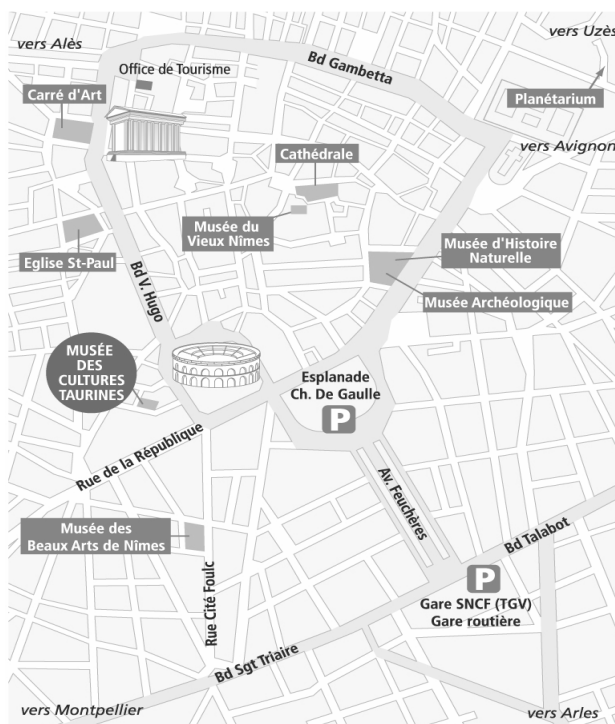 vers Alès
vers Uzès
Bd Gambetta
Office de Tourisme
Carré d'Art
Planétarium
vers Avignon
Cathédrale
Musée du
Vieux Nîmes
Musée d'Histoire
Naturelle
Eglise St-Paul
Bd V. Hugo
Musée Archéologique
MUSÉE
DES
CULTURES
TAURINES
Esplanade
Ch. De Gaulle
P
Rue de la République
Av. Feuchères
Musée des
Beaux Arts de Nîmes
Bd Talabot
Rue Cité Foulc
P
Gare SNCF (TGV)
Gare routière
Bd Sgt Triaire
vers Montpellier
vers Arles